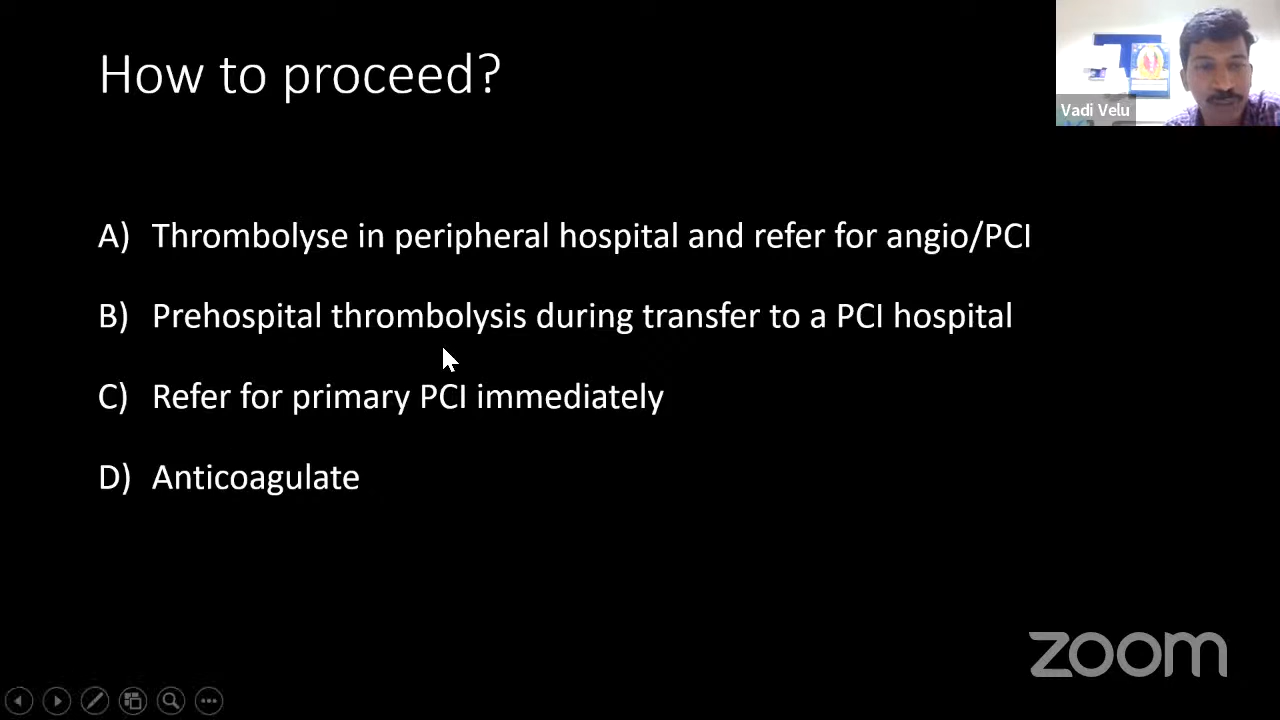 How to proceed?
Vadi Velu
A) Thrombolyse in peripheral hospital and refer for angio/PCI
B) Prehospital thrombolysis during transfer to a PCI hospital
C) Refer for primary PCI immediately
D) Anticoagulate
zoom